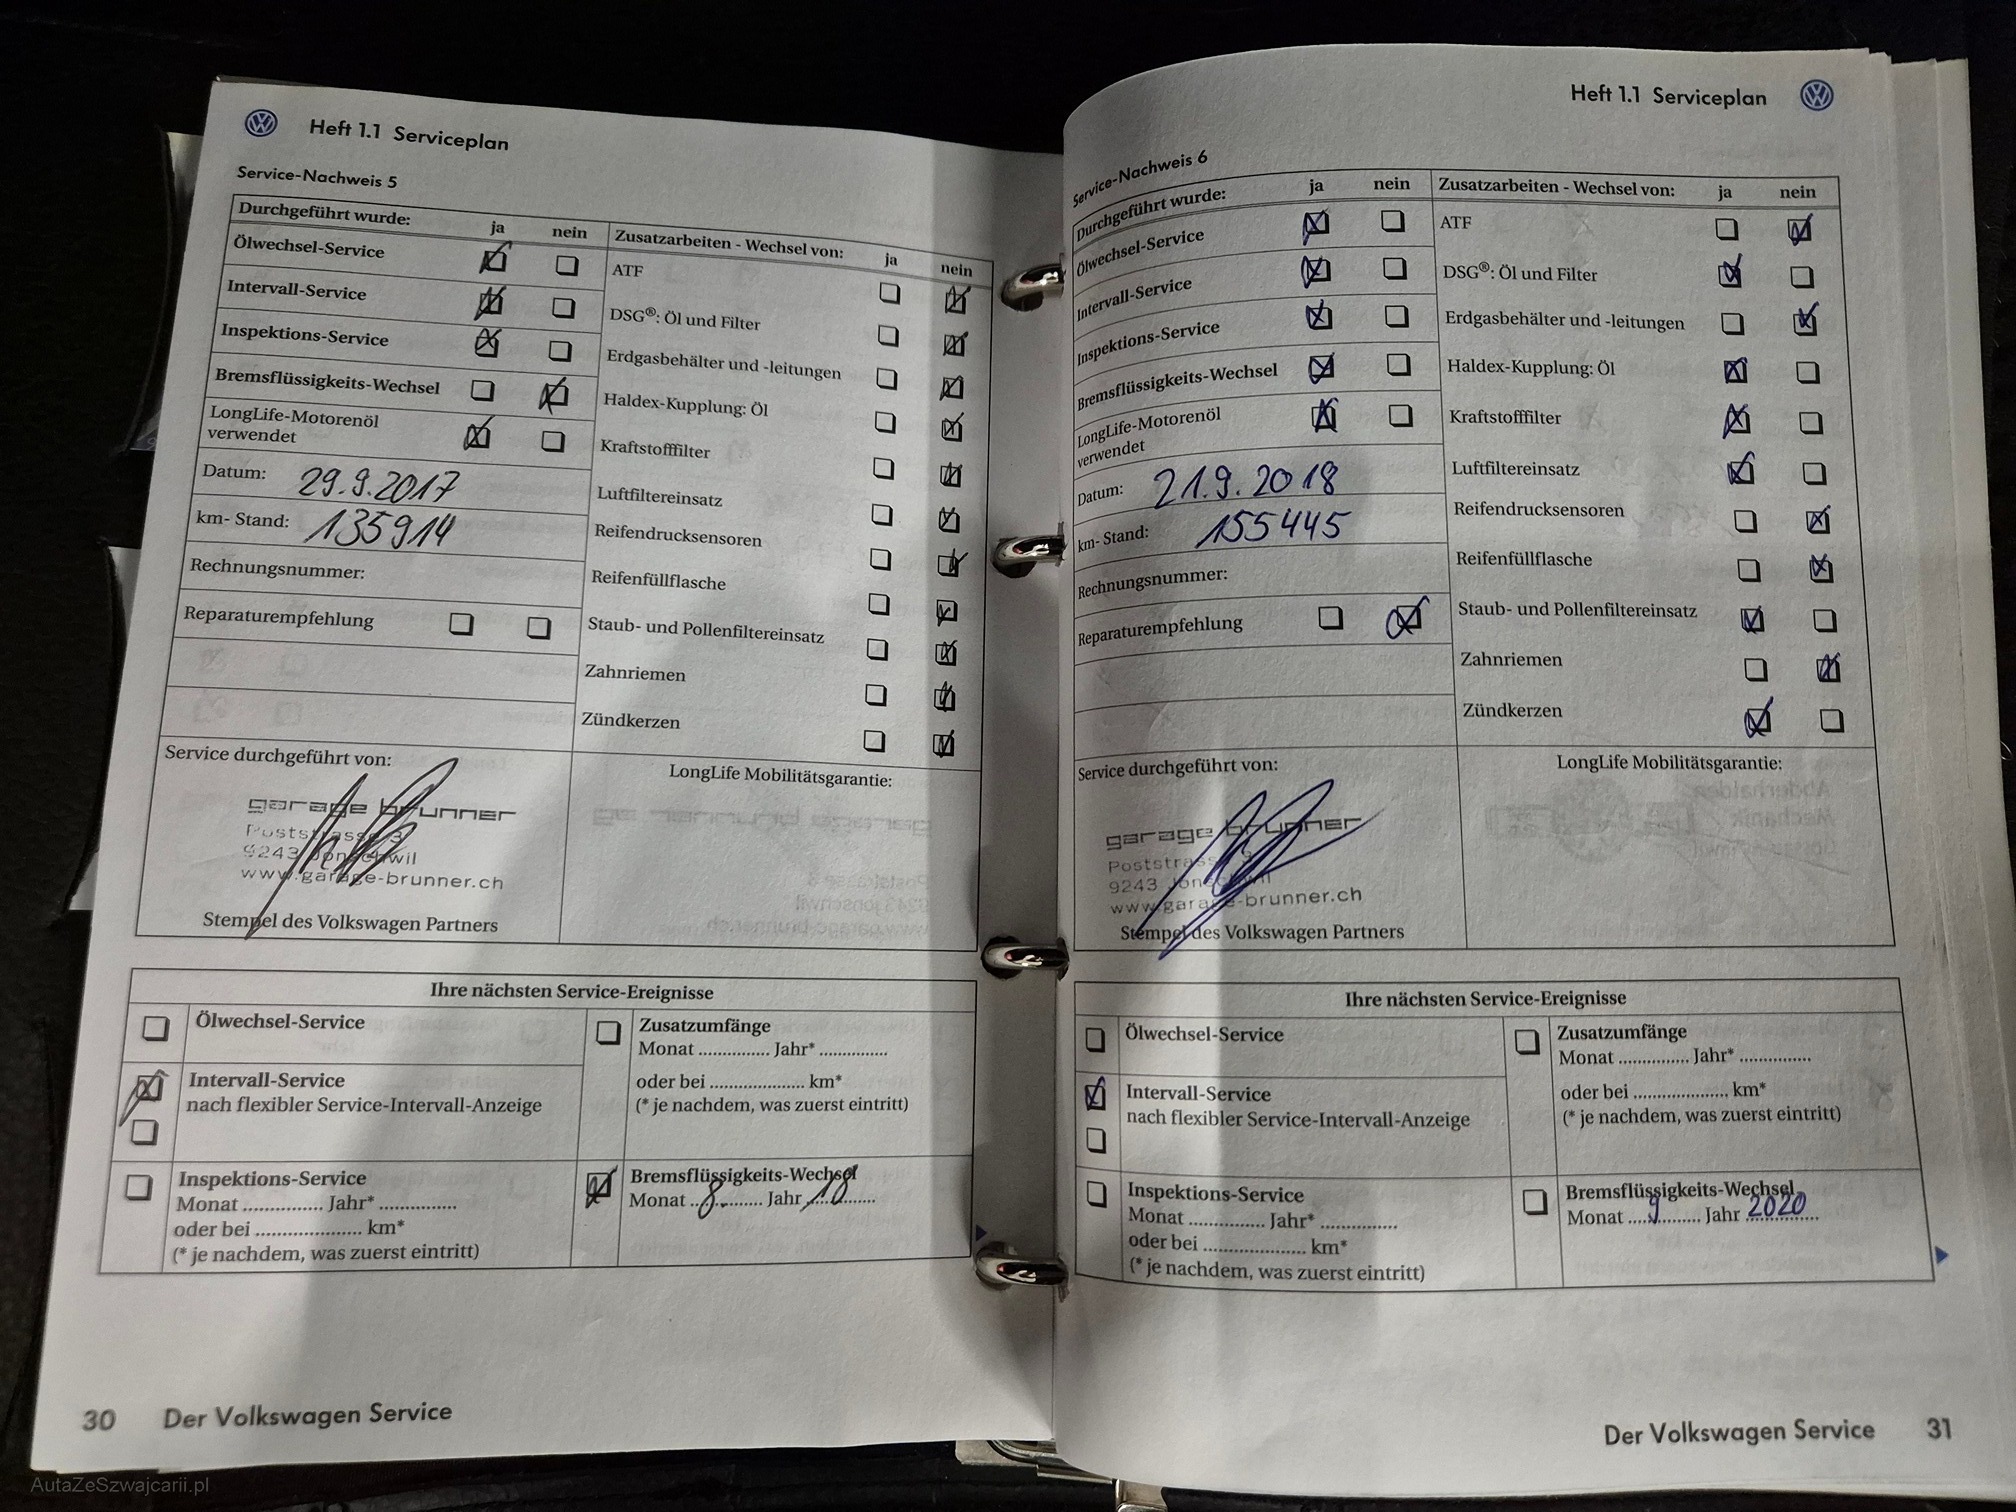 Heft 1.1 Serviceplan
Service-Nachweis 5
Durchgeführt wurde: ja nein
Ölwechsel-Service
Intervall-Service
Inspektions-Service
Bremsflüssigkeits-Wechsel
LongLife-Motorenöl
verwendet
Datum: 29.9.2017
km- Stand: 135914
Rechnungsnummer:
Reparaturempfehlung
Zusatzarbeiten - Wechsel von: ja nein
ATF
DSG®: Öl und Filter
Erdgasbehälter und -leitungen
Haldex-Kupplung: Öl
Kraftstofffilter
Luftfiltereinsatz
Reifendrucksensoren
Reifenfüllflasche
Staub- und Pollenfiltereinsatz
Zahnriemen
Zündkerzen
Service durchgeführt von:
garage brunner
Poststrasse 3
9243 Jonschwil
www.garage-brunner.ch
Stempel des Volkswagen Partners
LongLife Mobilitätsgarantie:
Ihre nächsten Service-Ereignisse
Ölwechsel-Service
Intervall-Service
nach flexibler Service-Intervall-Anzeige
Inspektions-Service
Monat ................ Jahr* ................
oder bei ...................... km*
(* je nachdem, was zuerst eintritt)
Zusatzumfänge
Monat ............... Jahr* ..............
oder bei .................... km*
(* je nachdem, was zuerst eintritt)
Bremsflüssigkeits-Wechsel
Monat ..8......... Jahr ..18..........
30 Der Volkswagen Service
Heft 1.1 Serviceplan
Service-Nachweis 6
Durchgeführt wurde: ja nein
Ölwechsel-Service
Intervall-Service
Inspektions-Service
Bremsflüssigkeits-Wechsel
LongLife-Motorenöl
verwendet
Datum: 21.9.2018
km- Stand: 155445
Rechnungsnummer:
Reparaturempfehlung
Zusatzarbeiten - Wechsel von: ja nein
ATF
DSG®: Öl und Filter
Erdgasbehälter und -leitungen
Haldex-Kupplung: Öl
Kraftstofffilter
Luftfiltereinsatz
Reifendrucksensoren
Reifenfüllflasche
Staub- und Pollenfiltereinsatz
Zahnriemen
Zündkerzen
Service durchgeführt von:
garage brunner
Poststrasse
9243 Jonschwil
www.garage-brunner.ch
Stempel des Volkswagen Partners
LongLife Mobilitätsgarantie:
Ihre nächsten Service-Ereignisse
Ölwechsel-Service
Intervall-Service
nach flexibler Service-Intervall-Anzeige
Inspektions-Service
Monat ................ Jahr* ................
oder bei ...................... km*
(* je nachdem, was zuerst eintritt)
Zusatzumfänge
Monat ............... Jahr* ..............
oder bei .................... km*
(* je nachdem, was zuerst eintritt)
Bremsflüssigkeits-Wechsel
Monat ....9........ Jahr 2020
Der Volkswagen Service 31
AutaZeSzwajcarii.pl